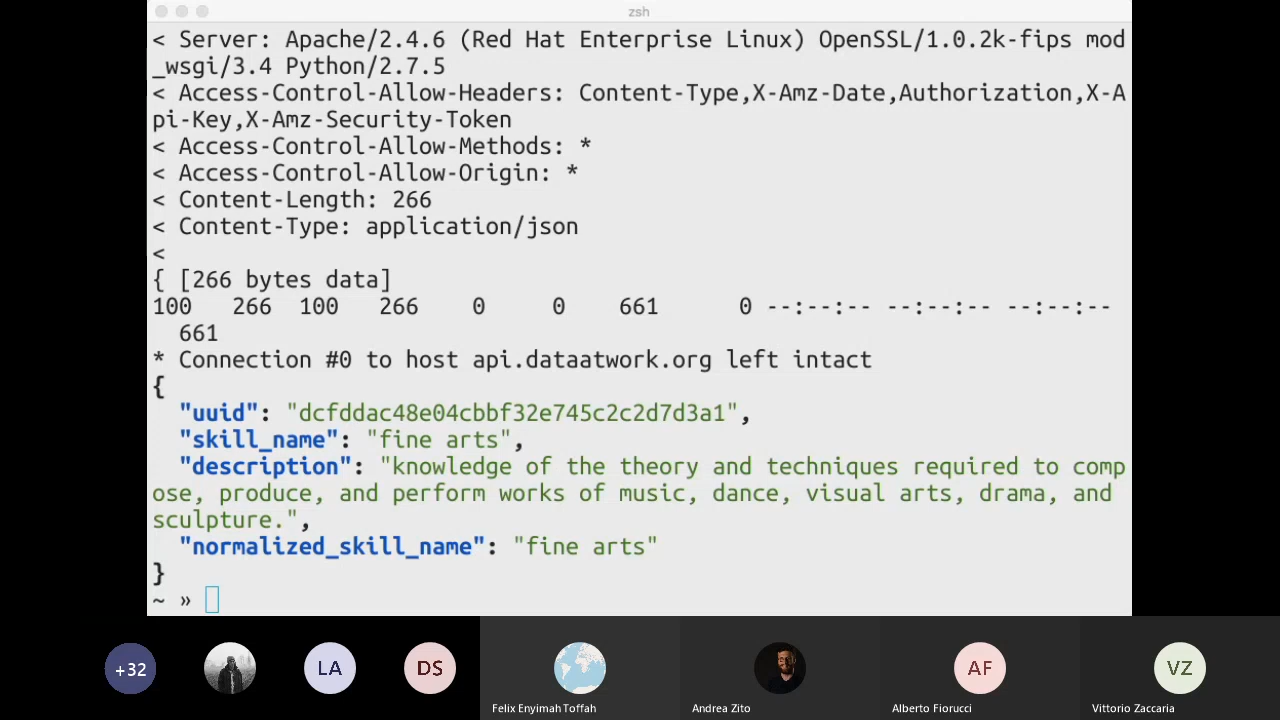 zsh
< Server: Apache/2.4.6 (Red Hat Enterprise Linux) OpenSSL/1.0.2k-fips mod
_wsgi/3.4 Python/2.7.5
< Access-Control-Allow-Headers: Content-Type,X-Amz-Date,Authorization,X-A
pi-Key,X-Amz-Security-Token
< Access-Control-Allow-Methods: *
< Access-Control-Allow-Origin: *
< Content-Length: 266
< Content-Type: application/json
<
{ [266 bytes data]
100   266  100   266    0     0    661      0 --:--:-- --:--:-- --:--:--
  661
* Connection #0 to host api.dataatwork.org left intact
{
  "uuid": "dcfddac48e04cbbf32e745c2c2d7d3a1",
  "skill_name": "fine arts",
  "description": "knowledge of the theory and techniques required to comp
ose, produce, and perform works of music, dance, visual arts, drama, and
sculpture.",
  "normalized_skill_name": "fine arts"
}
~ »
+32
LA
DS
AF
VZ
Felix Enyimah Toffah
Andrea Zito
Alberto Fiorucci
Vittorio Zaccaria